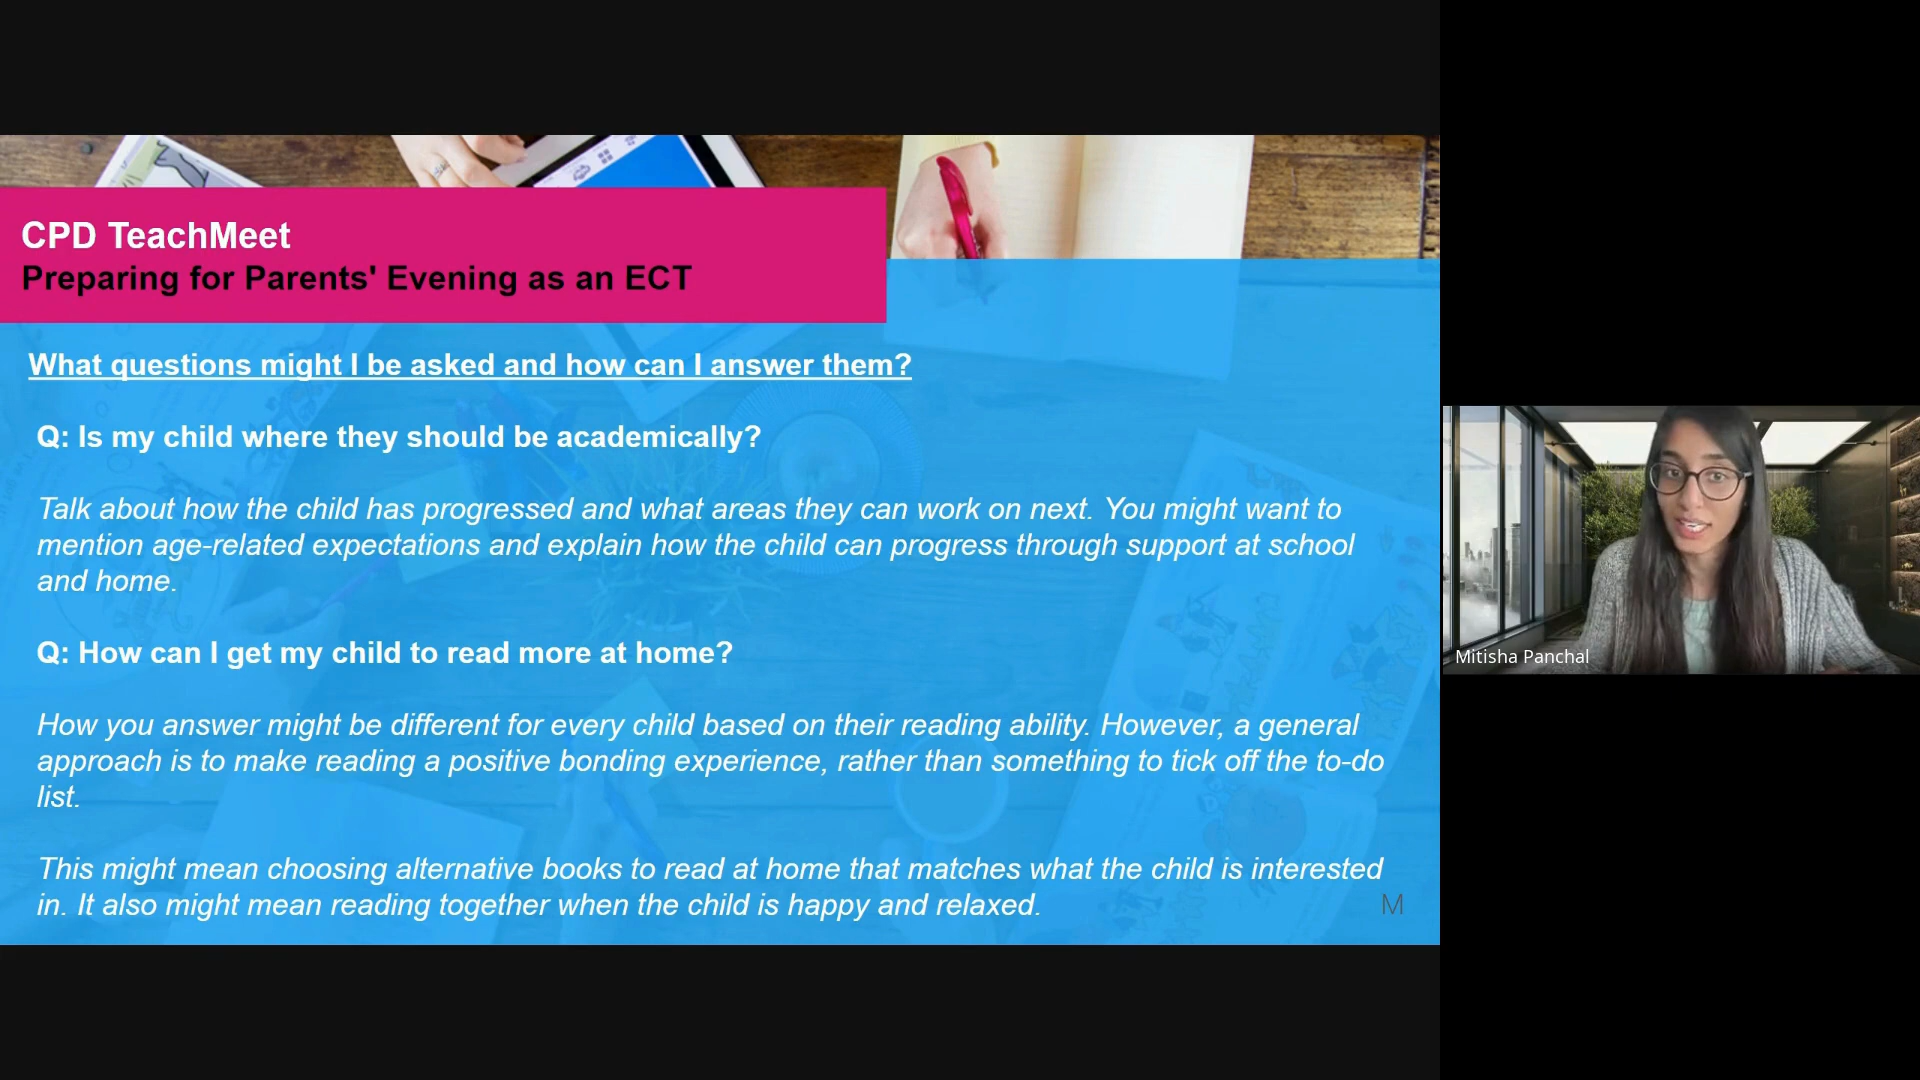 CPD TeachMeet
Preparing for Parents' Evening as an ECT
What questions might I be asked and how can I answer them?
Q: Is my child where they should be academically?
Talk about how the child has progressed and what areas they can work on next. You might want to
mention age-related expectations and explain how the child can progress through support at school
and home.
Q: How can I get my child to read more at home?
How you answer might be different for every child based on their reading ability. However, a general
approach is to make reading a positive bonding experience, rather than something to tick off the to-do
list.
This might mean choosing alternative books to read at home that matches what the child is interested
in. It also might mean reading together when the child is happy and relaxed.
M
Mitisha Panchal